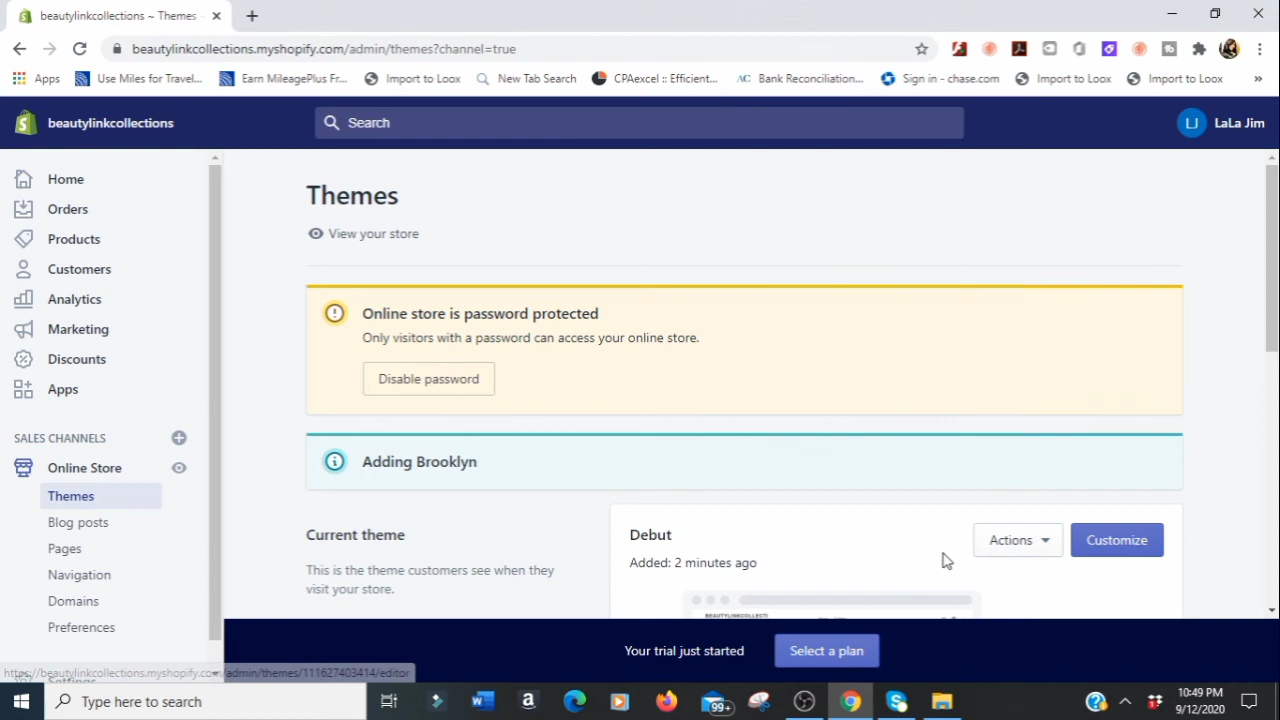 beautylinkcollections ~ Themes
beautylinkcollections.myshopify.com/admin/themes?channel=true
Apps
Use Miles for Travel...
Earn MileagePlus Fr...
Import to Loox
New Tab Search
CPAexcel :: Efficient...
AC Bank Reconciliation...
Sign in - chase.com
Import to Loox
Import to Loox
»
beautylinkcollections
Search
LJ
LaLa Jim
Home
Orders
Products
Customers
Analytics
Marketing
Discounts
Apps
SALES CHANNELS
Online Store
Themes
Blog posts
Pages
Navigation
Domains
Preferences
Settings
Themes
View your store
Online store is password protected
Only visitors with a password can access your online store.
Disable password
Adding Brooklyn
Current theme
This is the theme customers see when they
visit your store.
Debut
Added: 2 minutes ago
Actions
Customize
BEAUTYLINKCOLLECTI
Your trial just started
Select a plan
https://beautylinkcollections.myshopify.com/admin/themes/111627403414/editor
Type here to search
99+
10:49 PM
9/12/2020